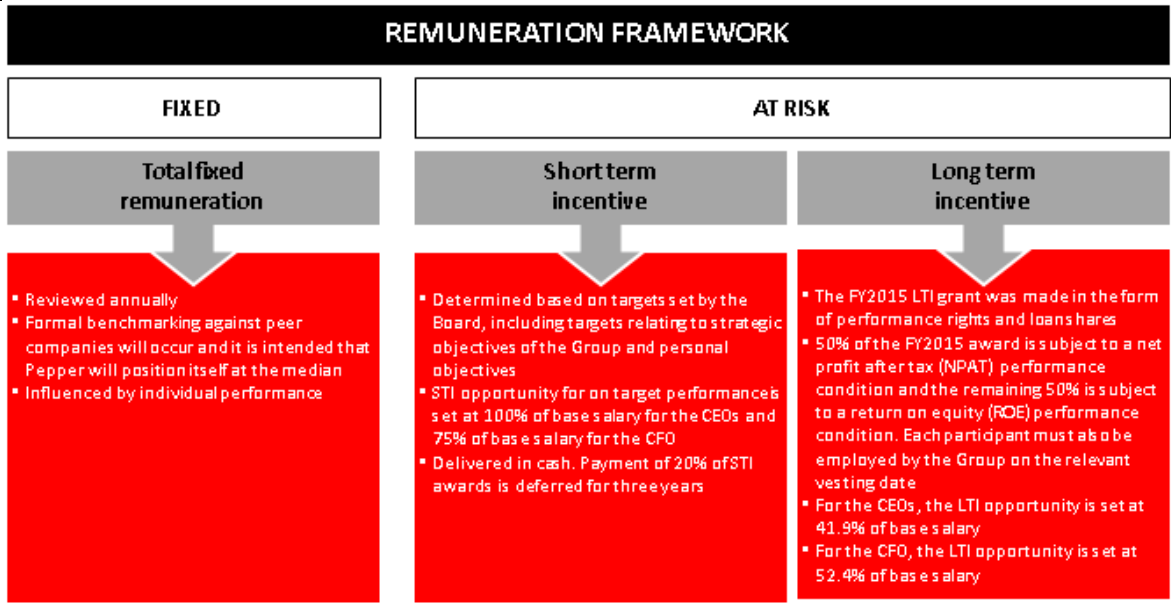 REMUNERATION FRAMEWORK
FIXED
AT RISK
Total fixed
remuneration
▪ Reviewed annually
▪ Formal benchmarking against peer
companies will occur and it is intended that
Pepper will position itself at the median
▪ Influenced by individual performance
Short term
incentive
▪ Determined based on targets set by the
Board, including targets relating to strategic
objectives of the Group and personal
objectives
▪ STI opportunity for on target performance is
set at 100% of base salary for the CEOs and
75% of base salary for the CFO
▪ Delivered in cash. Payment of 20% of STI
awards is deferred for three years
Long term
incentive
▪ The FY2015 LTI grant was made in the form
of performance rights and loan shares
▪ 50% of the FY2015 award is subject to a net
profit after tax (NPAT) performance
condition and the remaining 50% is subject
to a return on equity (ROE) performance
condition. Each participant must also be
employed by the Group on the relevant
vesting date
▪ For the CEOs, the LTI opportunity is set at
41.9% of base salary
▪ For the CFO, the LTI opportunity is set at
52.4% of base salary